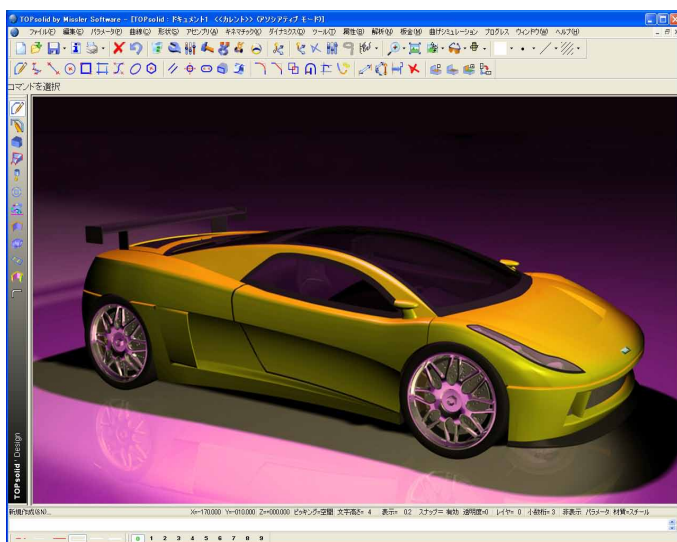 TOPsolid by Missler Software - [TOPsolid : ドキュメント1 <<カレント>> (アソシアティブ モード)]
ファイル(F) 編集(E) パラメータ(P) 曲線(C) 形状(S) アセンブリ(A) キネマチック(K) ダイナミクス(D) ツール(T) 属性(B) 解析(N) 板金(M) 曲げシミュレーション プログレス ウィンドウ(W) ヘルプ(H)
コマンドを選択
TOPsolid'Design
新規作成(&N)... X=-170.000 Y=-010.000 Z=+000.000 ピッキング=空間 文字高さ= 4 表示= 0.2 スナップ= 有効 透明度=0 レイヤ= 0 小数桁= 3 非表示 パラメータ 材質=スチール
0 1 2 3 4 5 6 7 8 9